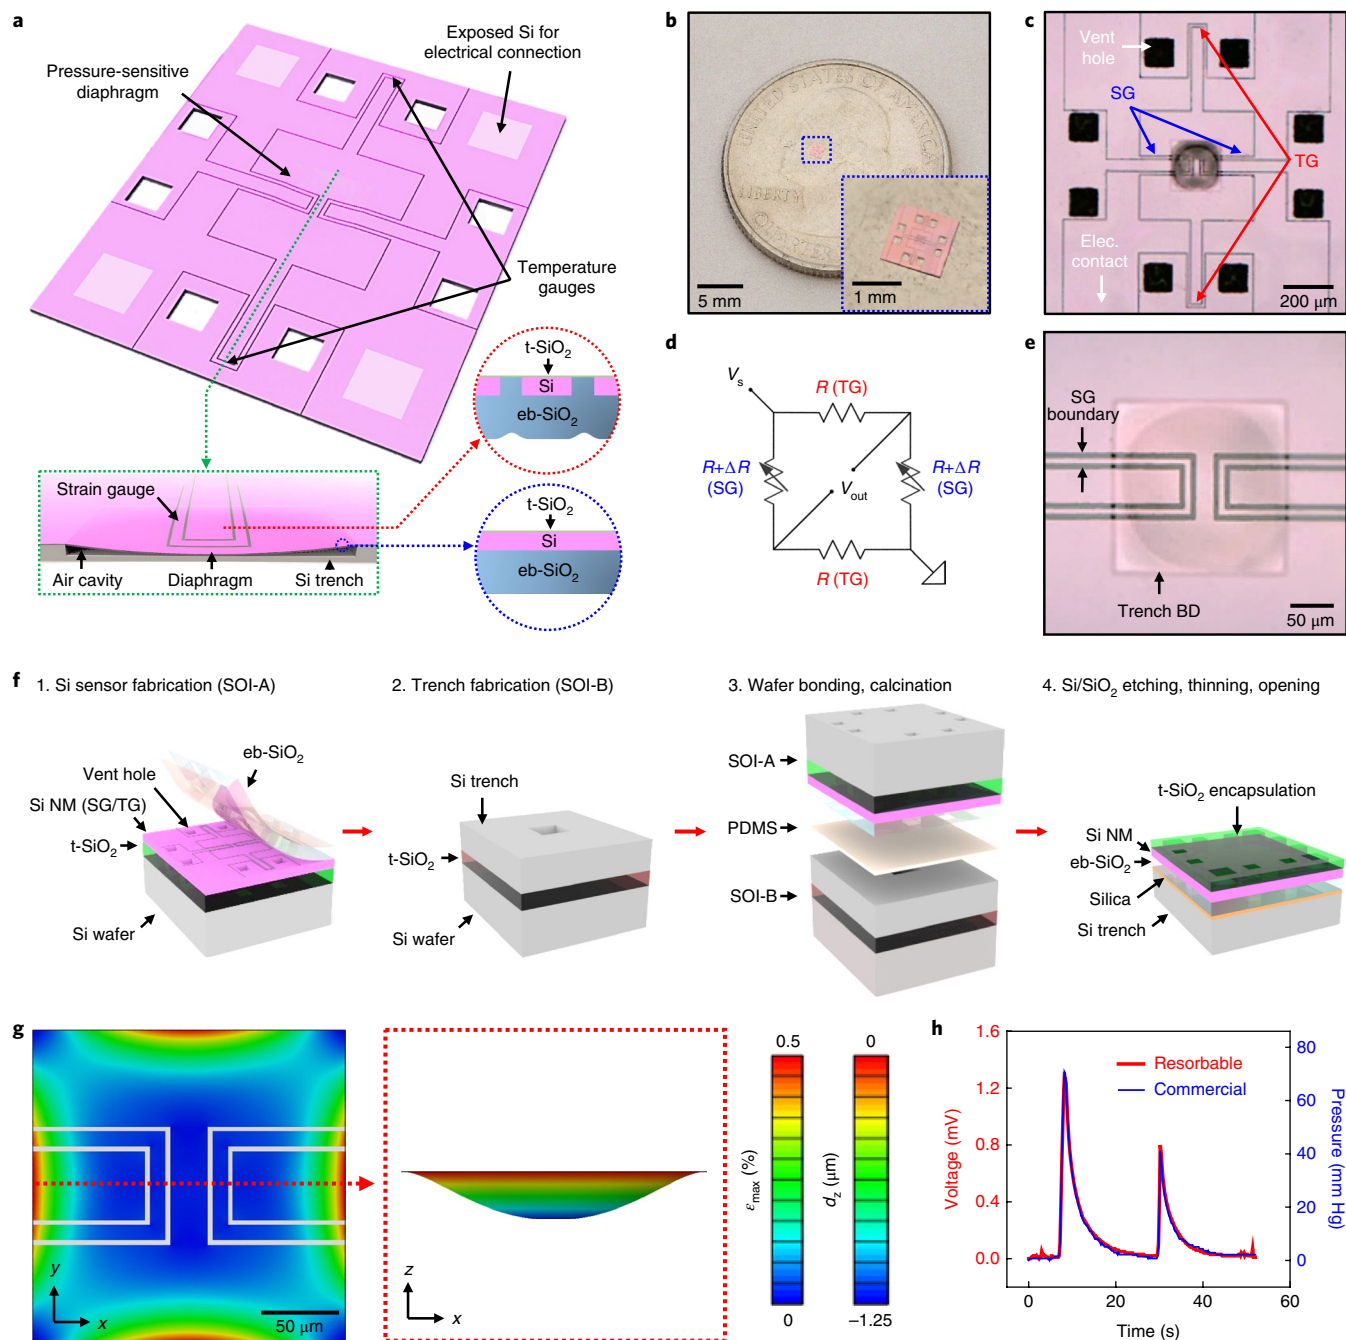 a
Exposed Si for
electrical connection
Pressure-sensitive
diaphragm
Temperature
gauges
t-SiO2
Si
eb-SiO2
Strain gauge
Air cavity
Diaphragm
Si trench
t-SiO2
Si
eb-SiO2
b
UNITED STATES OF AMERICA
LIBERTY
5 mm
1 mm
c
Vent
hole
SG
TG
Elec.
contact
200 μm
d
Vs
R (TG)
R+ΔR
(SG)
Vout
R+ΔR
(SG)
R (TG)
e
SG
boundary
Trench BD
50 μm
f
1. Si sensor fabrication (SOI-A)
eb-SiO2
Vent hole
Si NM (SG/TG)
t-SiO2
Si wafer
2. Trench fabrication (SOI-B)
Si trench
t-SiO2
Si wafer
3. Wafer bonding, calcination
SOI-A
PDMS
SOI-B
4. Si/SiO2 etching, thinning, opening
t-SiO2 encapsulation
Si NM
eb-SiO2
Silica
Si trench
g
y
x
50 μm
z
x
0.5
εmax (%)
0
0
dz (μm)
−1.25
h
1.6
1.2
0.8
0.4
0.0
Voltage (mV)
Resorbable
Commercial
80
60
40
20
0
Pressure (mm Hg)
0
20
40
60
Time (s)